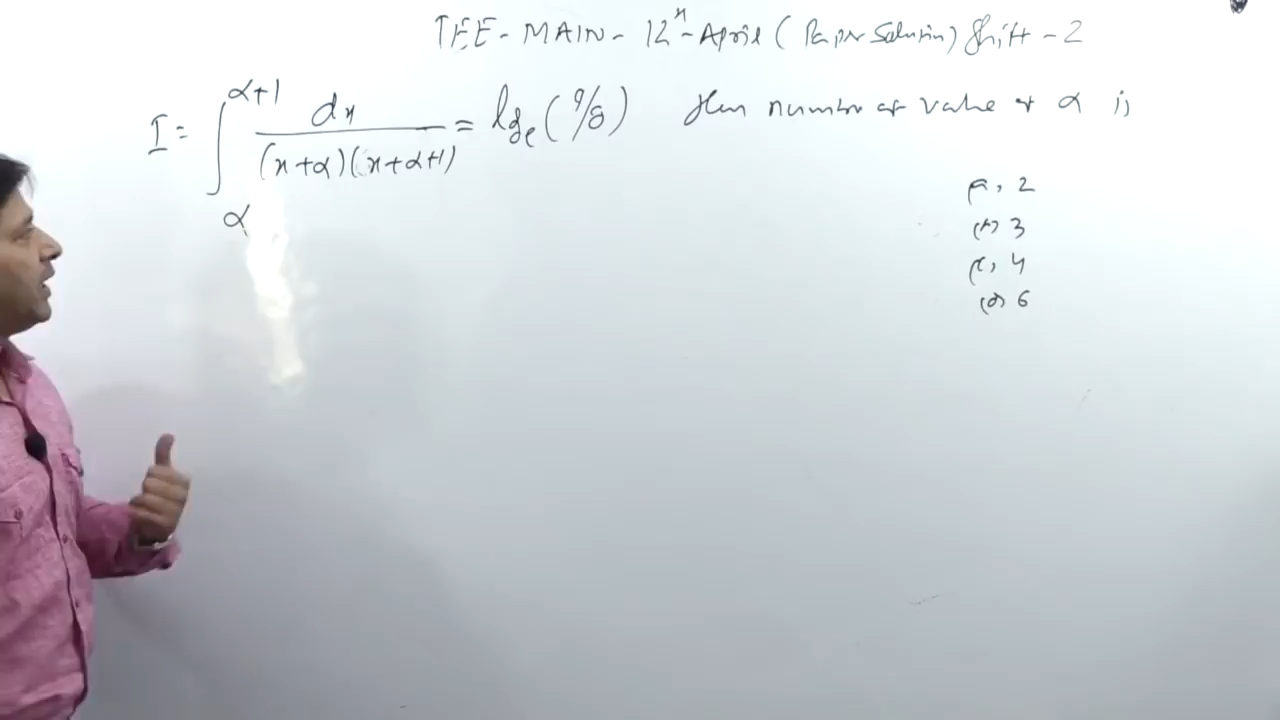 JEE-MAIN-12th-April (Paper Solution) Shift-2
I = ∫_α^{α+1} dx/((x+α)(x+α+1)) = log_e(9/8) then number of value of α is
(a) 2
(b) 3
(c) 4
(d) 6